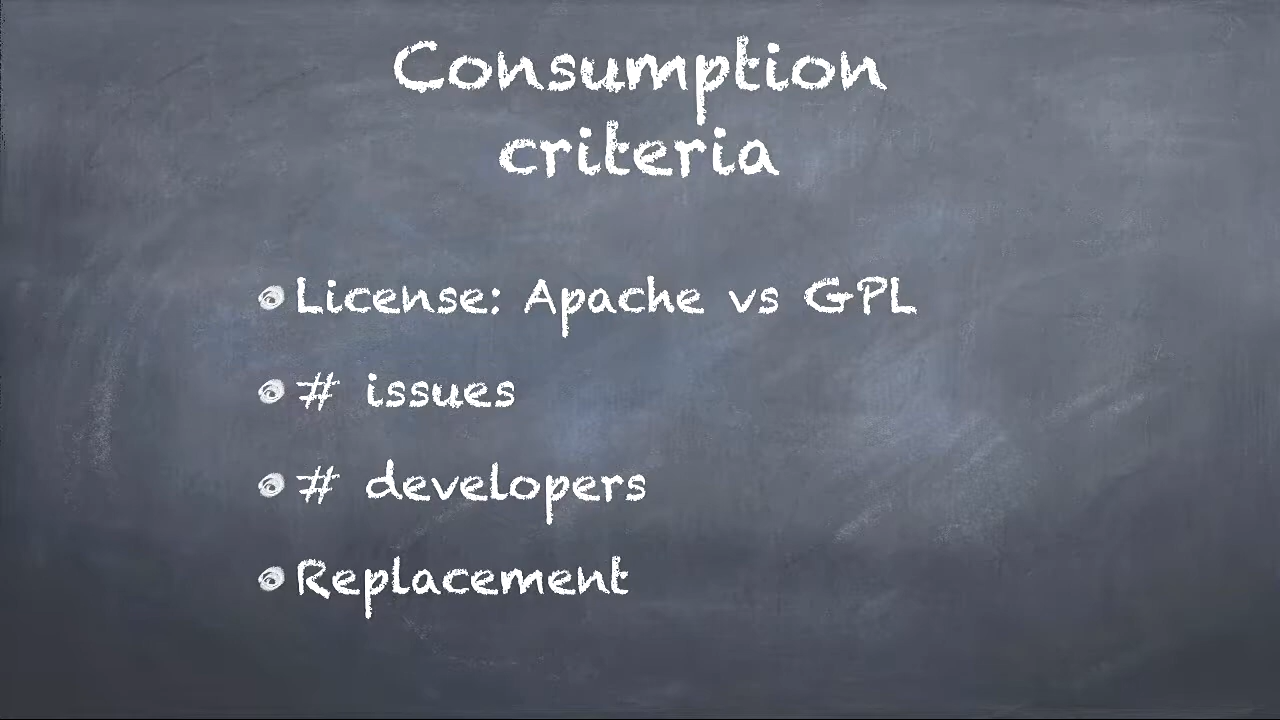 Consumption
criteria
License: Apache vs GPL
# issues
# developers
Replacement